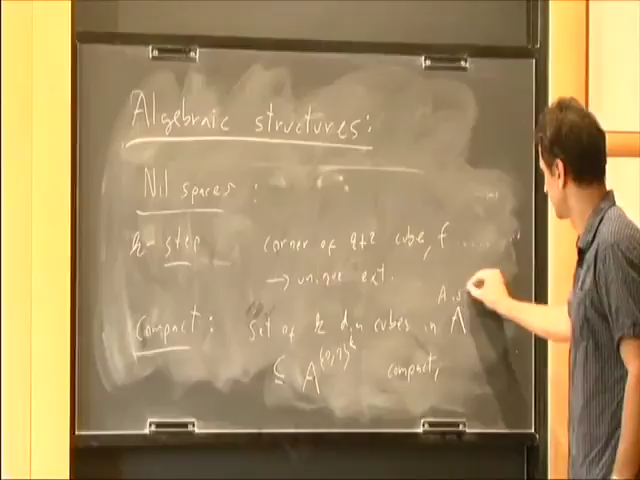 Algebraic structures:
Nil spaces:
k-step corner of q+2 cube, f .....
→ unique ext.
A is
Compact: Set of k dim cubes in A
⊆ A^{{0,1}^k} compact,